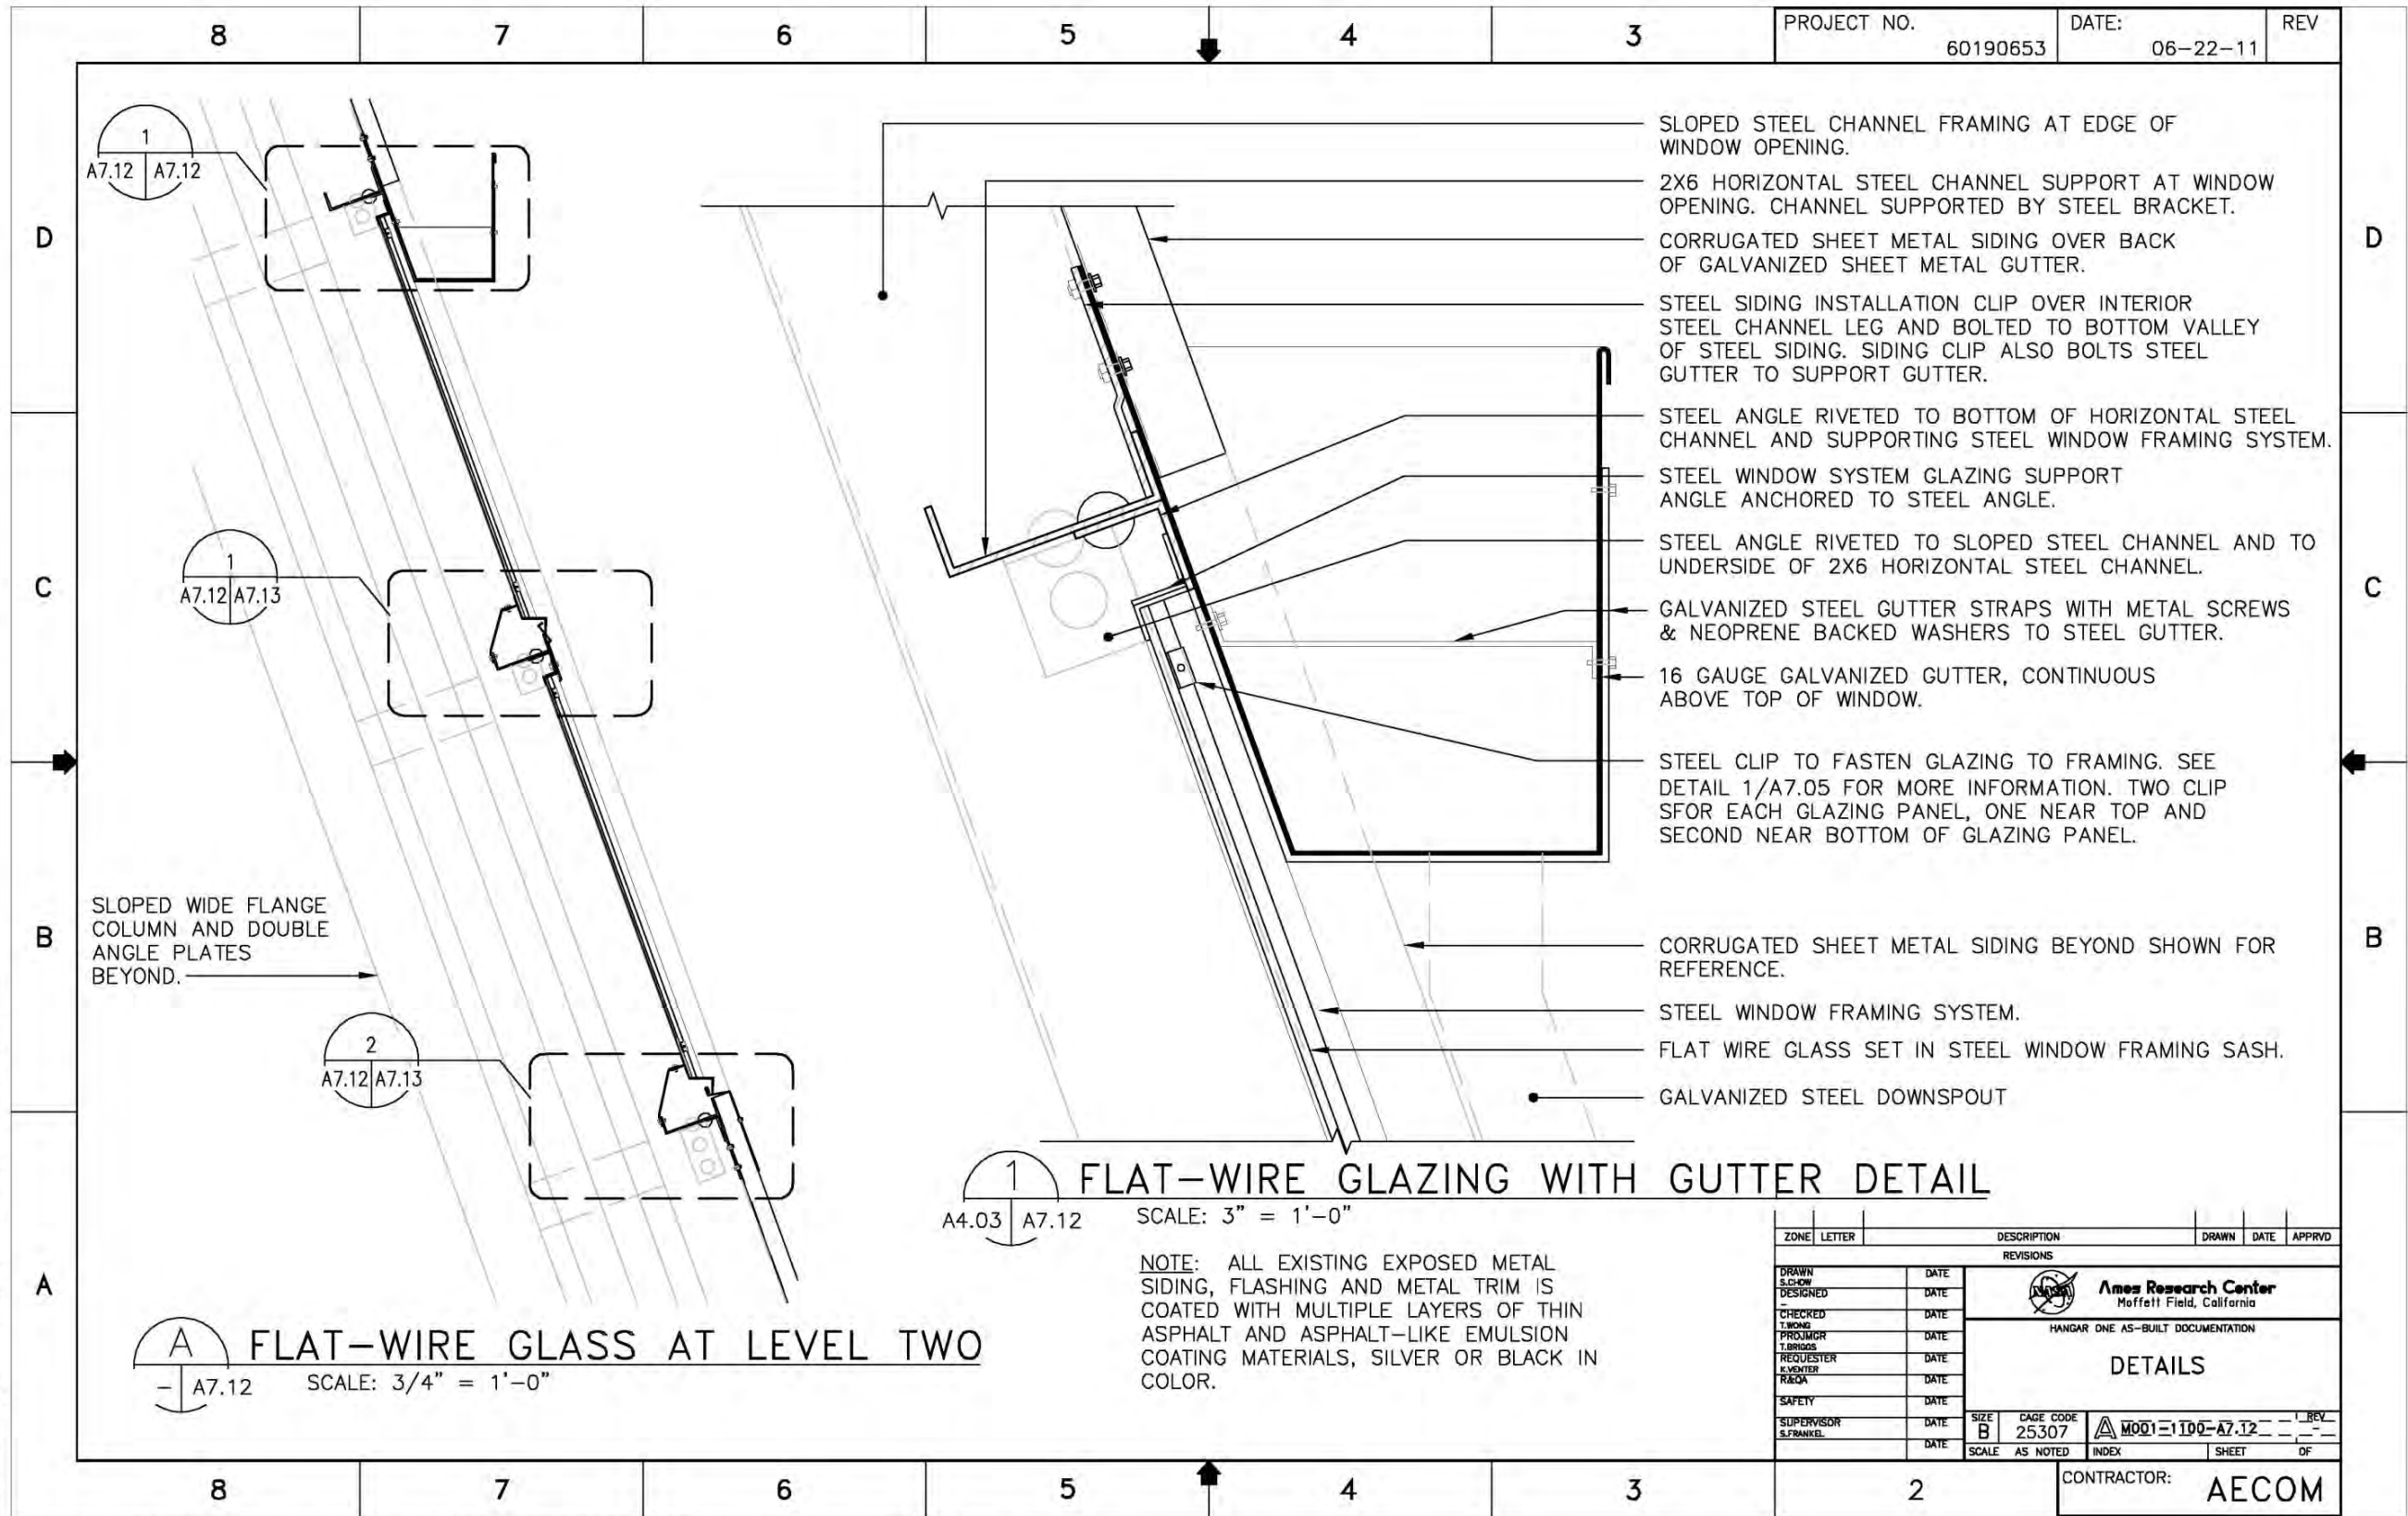 8 7 6 5 4 3
PROJECT NO.
60190653
DATE:
06-22-11
REV
D
C
B
A
D
C
B
1
A7.12 A7.12
1
A7.12 A7.13
2
A7.12 A7.13
SLOPED WIDE FLANGE
COLUMN AND DOUBLE
ANGLE PLATES
BEYOND.
SLOPED STEEL CHANNEL FRAMING AT EDGE OF
WINDOW OPENING.
2X6 HORIZONTAL STEEL CHANNEL SUPPORT AT WINDOW
OPENING. CHANNEL SUPPORTED BY STEEL BRACKET.
CORRUGATED SHEET METAL SIDING OVER BACK
OF GALVANIZED SHEET METAL GUTTER.
STEEL SIDING INSTALLATION CLIP OVER INTERIOR
STEEL CHANNEL LEG AND BOLTED TO BOTTOM VALLEY
OF STEEL SIDING. SIDING CLIP ALSO BOLTS STEEL
GUTTER TO SUPPORT GUTTER.
STEEL ANGLE RIVETED TO BOTTOM OF HORIZONTAL STEEL
CHANNEL AND SUPPORTING STEEL WINDOW FRAMING SYSTEM.
STEEL WINDOW SYSTEM GLAZING SUPPORT
ANGLE ANCHORED TO STEEL ANGLE.
STEEL ANGLE RIVETED TO SLOPED STEEL CHANNEL AND TO
UNDERSIDE OF 2X6 HORIZONTAL STEEL CHANNEL.
GALVANIZED STEEL GUTTER STRAPS WITH METAL SCREWS
& NEOPRENE BACKED WASHERS TO STEEL GUTTER.
16 GAUGE GALVANIZED GUTTER, CONTINUOUS
ABOVE TOP OF WINDOW.
STEEL CLIP TO FASTEN GLAZING TO FRAMING. SEE
DETAIL 1/A7.05 FOR MORE INFORMATION. TWO CLIP
SFOR EACH GLAZING PANEL, ONE NEAR TOP AND
SECOND NEAR BOTTOM OF GLAZING PANEL.
CORRUGATED SHEET METAL SIDING BEYOND SHOWN FOR
REFERENCE.
STEEL WINDOW FRAMING SYSTEM.
FLAT WIRE GLASS SET IN STEEL WINDOW FRAMING SASH.
GALVANIZED STEEL DOWNSPOUT
1
A4.03 A7.12
FLAT-WIRE GLAZING WITH GUTTER DETAIL
SCALE: 3" = 1'-0"
NOTE: ALL EXISTING EXPOSED METAL
SIDING, FLASHING AND METAL TRIM IS
COATED WITH MULTIPLE LAYERS OF THIN
ASPHALT AND ASPHALT-LIKE EMULSION
COATING MATERIALS, SILVER OR BLACK IN
COLOR.
A
- A7.12
FLAT-WIRE GLASS AT LEVEL TWO
SCALE: 3/4" = 1'-0"
ZONE LETTER DESCRIPTION DRAWN DATE APPRVD
REVISIONS
DRAWN DATE
S.CHOW
DESIGNED DATE
-
CHECKED DATE
T.WONG
PROJMGR DATE
T.BRIGGS
REQUESTER DATE
K.VENTER
R&QA DATE
SAFETY DATE
SUPERVISOR DATE
S.FRANKEL
DATE
NASA
Ames Research Center
Moffett Field, California
HANGAR ONE AS-BUILT DOCUMENTATION
DETAILS
SIZE
B
CAGE CODE
25307
A M001-1100-A7.12
REV
-
SCALE AS NOTED INDEX SHEET OF
8 7 6 5 4 3 2
CONTRACTOR: AECOM